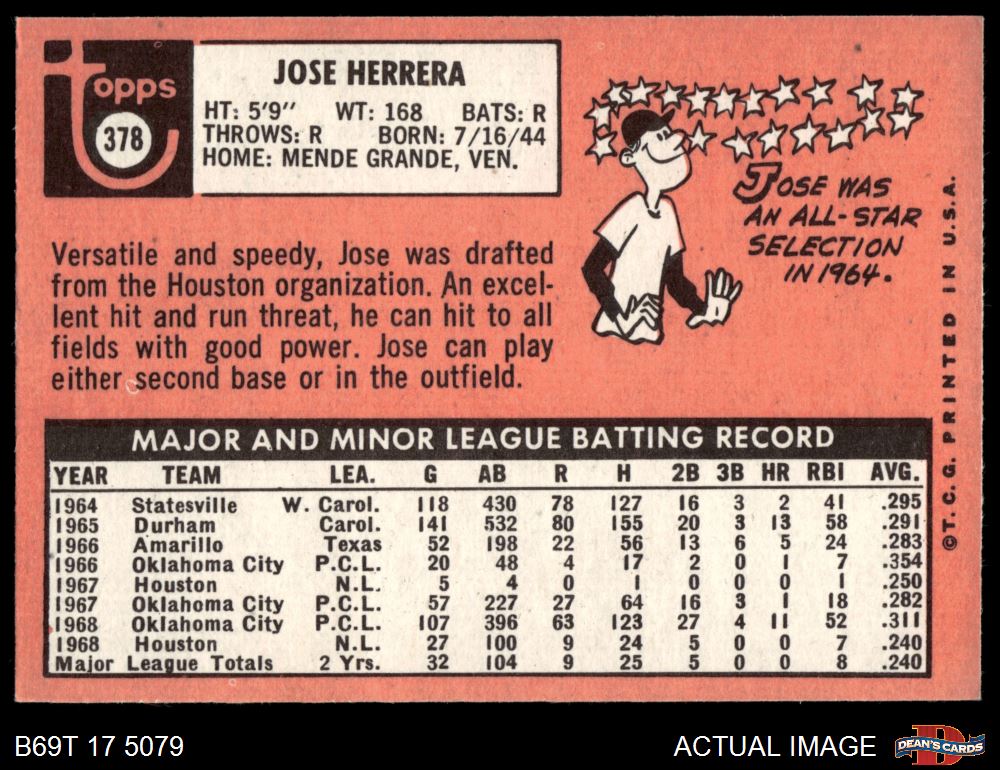 Topps
378
JOSE HERRERA
HT: 5'9" WT: 168 BATS: R
THROWS: R BORN: 7/16/44
HOME: MENDE GRANDE, VEN.
JOSE WAS
AN ALL-STAR
SELECTION
IN 1964.
Versatile and speedy, Jose was drafted
from the Houston organization. An excel-
lent hit and run threat, he can hit to all
fields with good power. Jose can play
either second base or in the outfield.
©T. C. G. PRINTED IN U.S.A.
MAJOR AND MINOR LEAGUE BATTING RECORD
YEAR TEAM LEA. G AB R H 2B 3B HR RBI AVG.
1964 Statesville W. Carol. 118 430 78 127 16 3 2 41 .295
1965 Durham Carol. 141 532 80 155 20 3 13 58 .291
1966 Amarillo Texas 52 198 22 56 13 6 5 24 .283
1966 Oklahoma City P.C.L. 20 48 4 17 2 0 1 7 .354
1967 Houston N.L. 5 4 0 1 0 0 0 1 .250
1967 Oklahoma City P.C.L. 57 227 27 64 16 3 1 18 .282
1968 Oklahoma City P.C.L. 107 396 63 123 27 4 11 52 .311
1968 Houston N.L. 27 100 9 24 5 0 0 7 .240
Major League Totals 2 Yrs. 32 104 9 25 5 0 0 8 .240
B69T 17 5079
ACTUAL IMAGE
D
DEAN'S CARDS